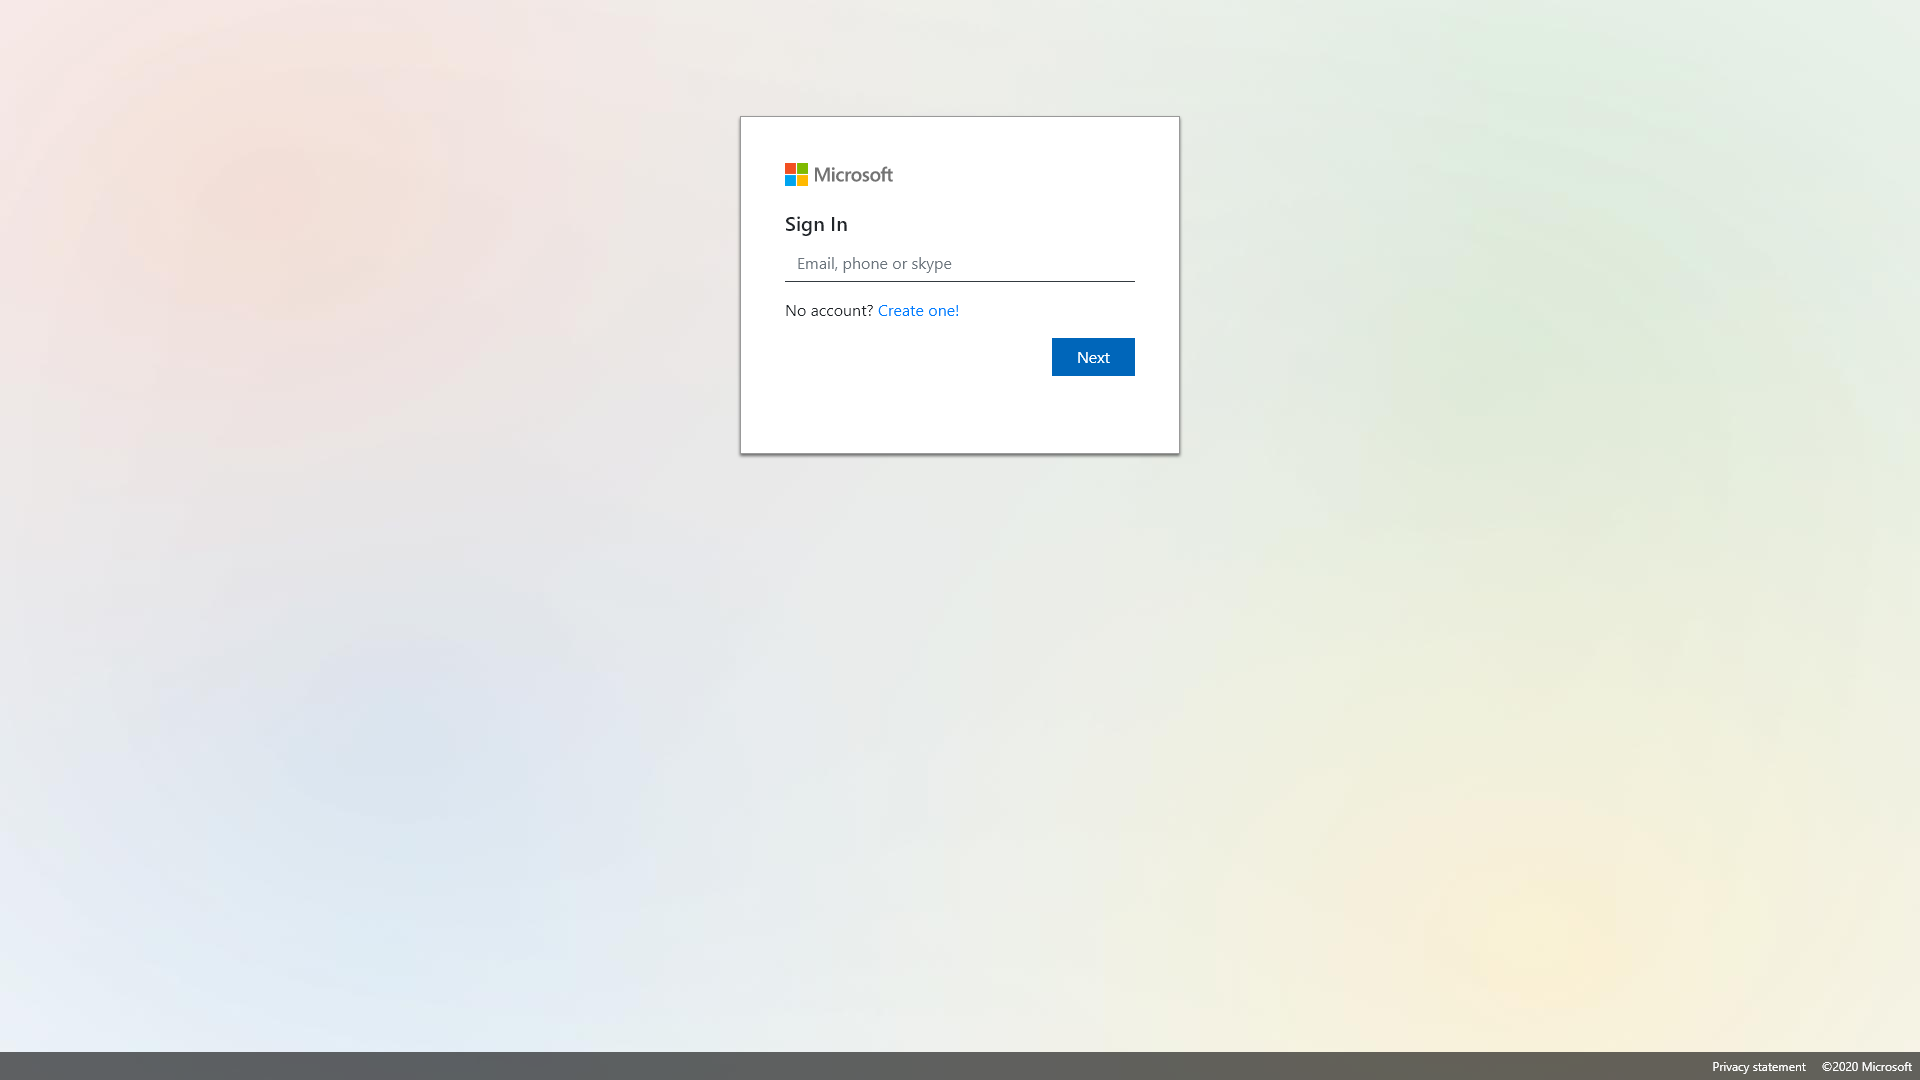 Microsoft
Sign In
Email, phone or skype
No account? Create one!
Next
Privacy statement ©2020 Microsoft